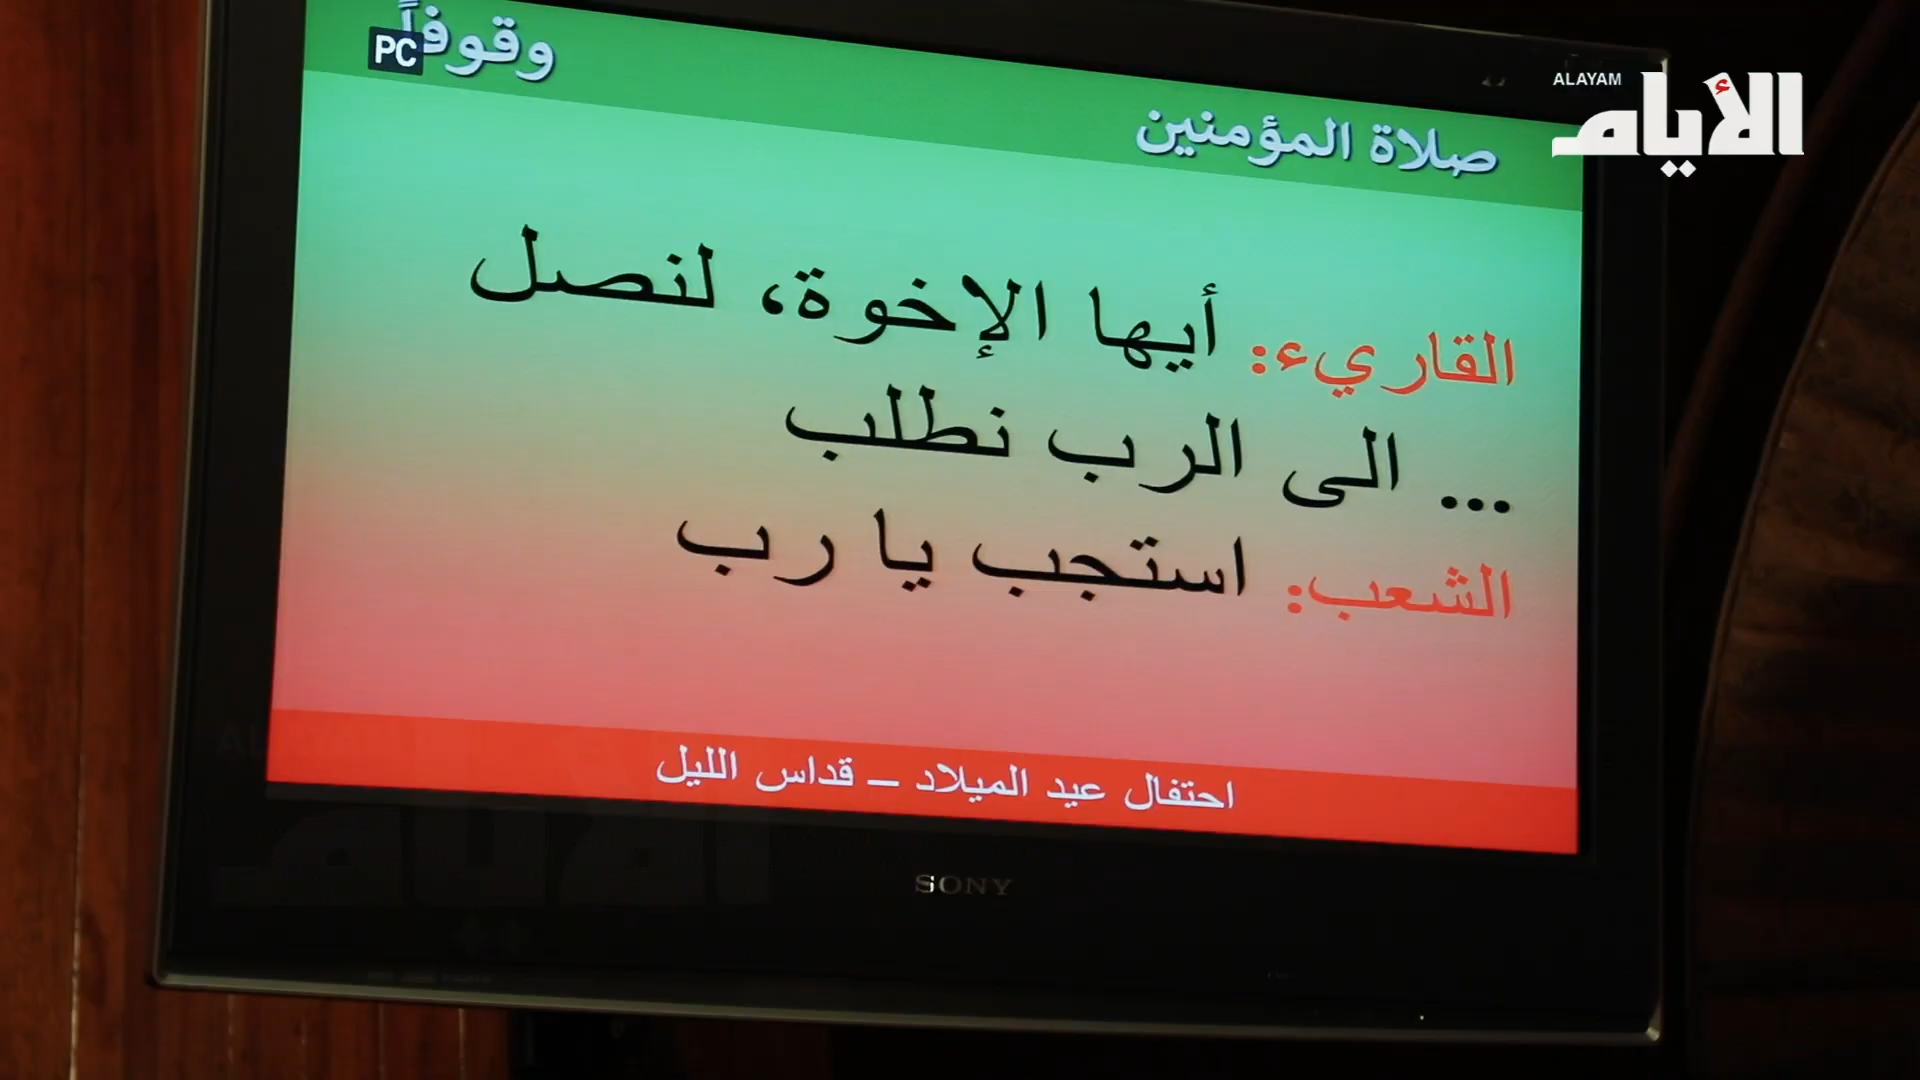 ALAYAM
الأيام
صلاة المؤمنين
وقوفاً
PC
القاريء: أيها الإخوة، لنصل
... الى الرب نطلب
الشعب: استجب يا رب
احتفال عيد الميلاد – قداس الليل
SONY